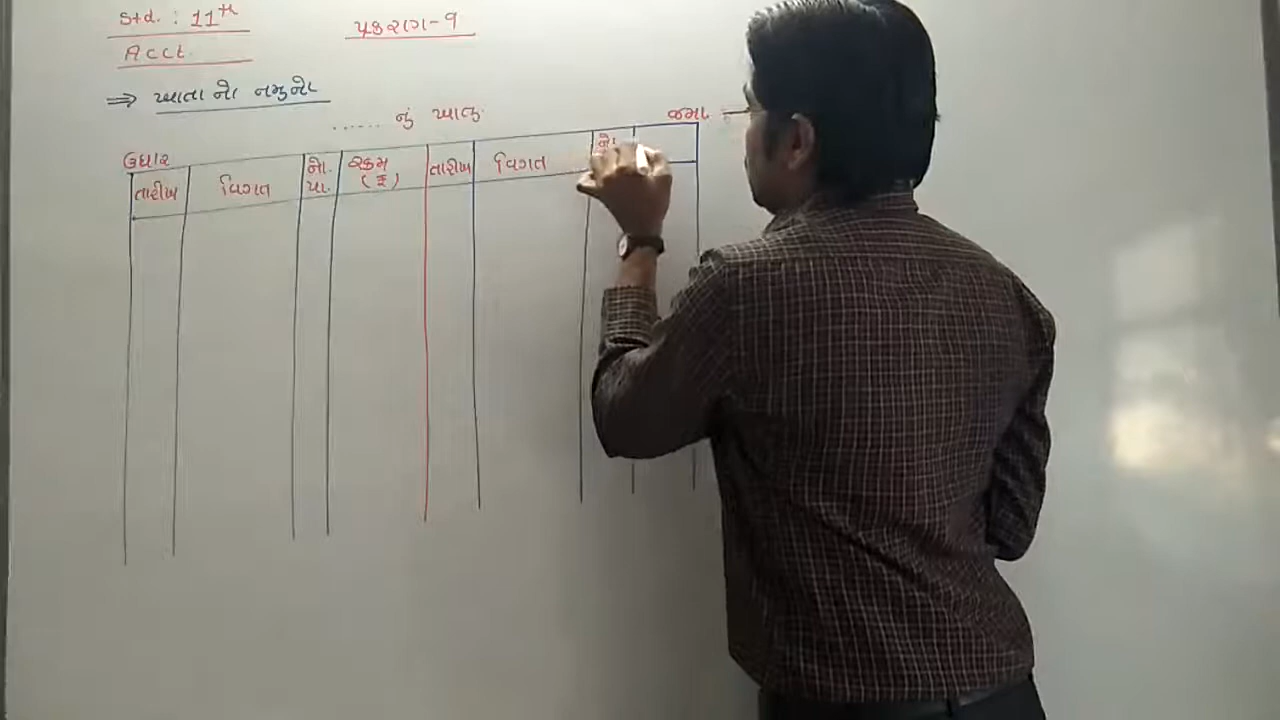 Std. : 11th
પ્રકરણ-૧
Acct.
⇒ ખાતા નો નમુનો
...... નું ખાતુ
ઉધાર જમા
તારીખ વિગત નો. પા. રકમ (₹) તારીખ વિગત નો.